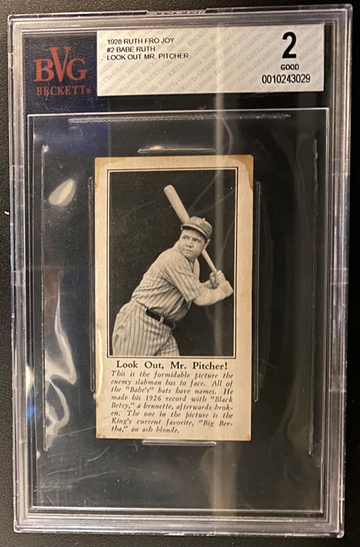 1928 RUTH FRO JOY
#2 BABE RUTH
LOOK OUT MR. PITCHER
BVG
BECKETT
2
GOOD
0010243029
Look Out, Mr. Pitcher!
This is the formidable picture the
enemy slabman has to face. All of
the "Babe's" bats have names. He
made his 1926 record with "Black
Betsy," a brunette, afterwards brok-
en. The one in the picture is the
King's current favorite, "Big Ber-
tha," an ash blonde.